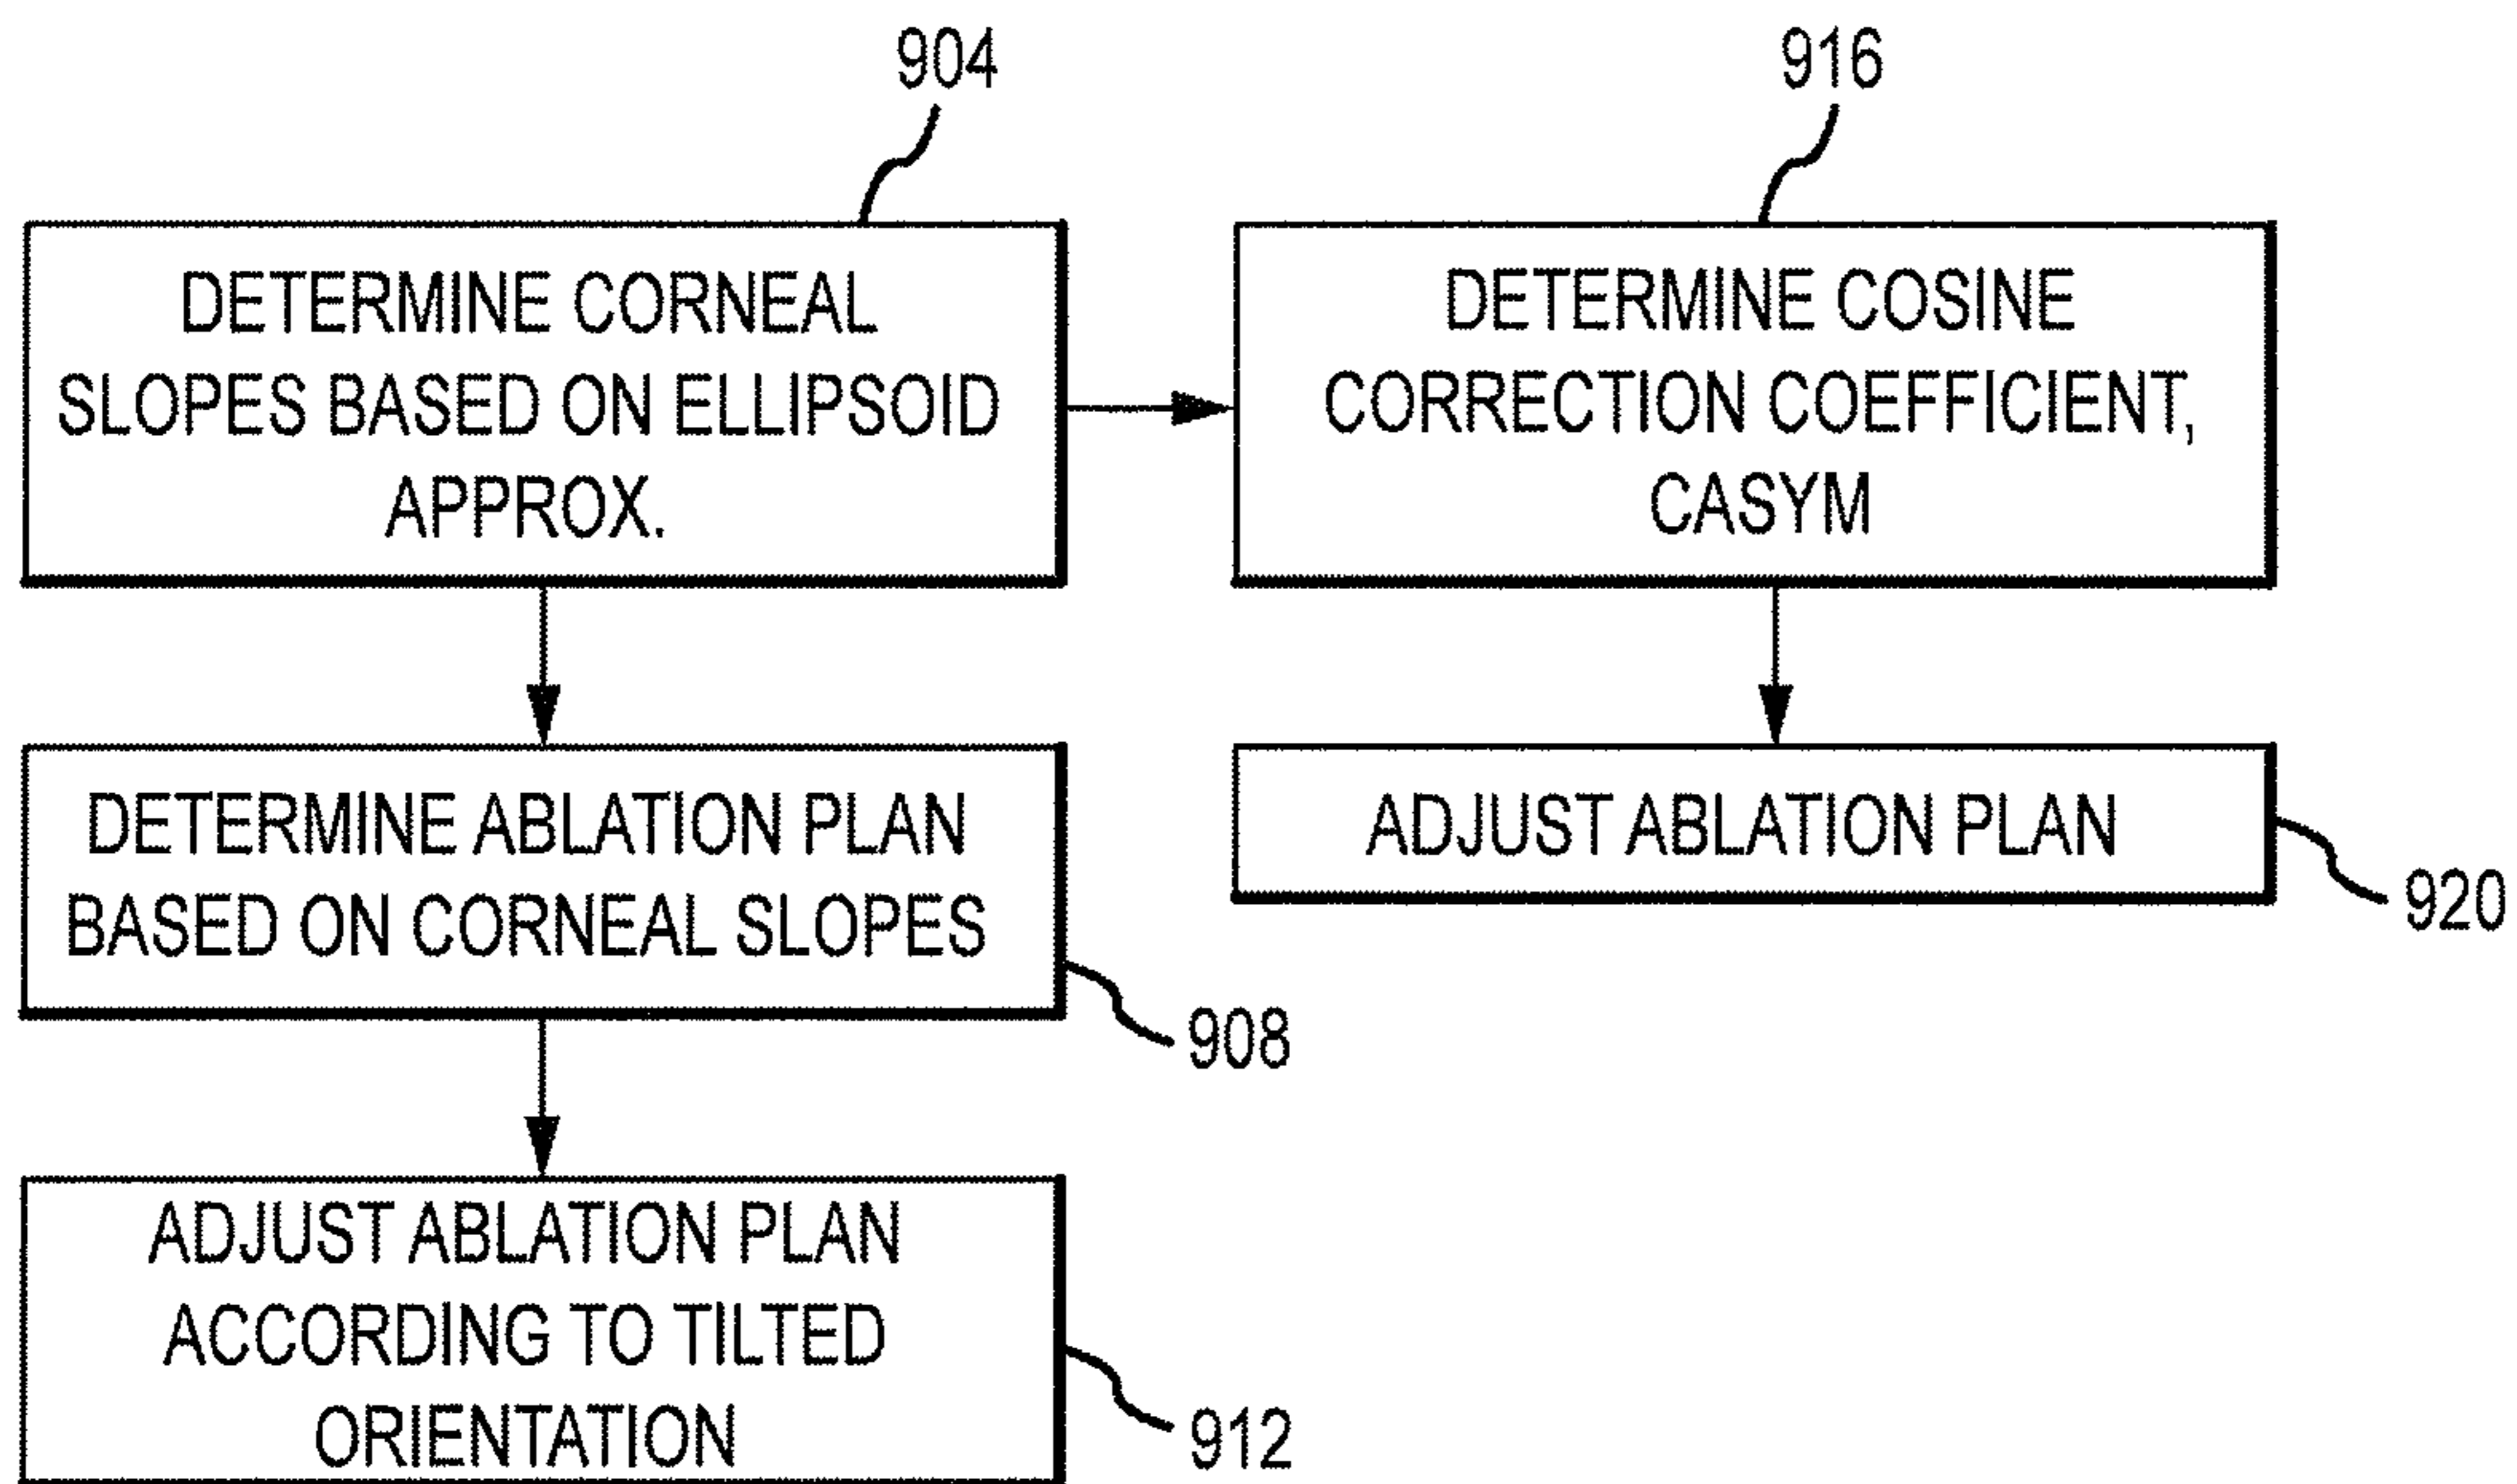 904
DETERMINE CORNEAL
SLOPES BASED ON ELLIPSOID
APPROX.
916
DETERMINE COSINE
CORRECTION COEFFICIENT,
CASYM
DETERMINE ABLATION PLAN
BASED ON CORNEAL SLOPES
908
ADJUST ABLATION PLAN
920
ADJUST ABLATION PLAN
ACCORDING TO TILTED
ORIENTATION
912